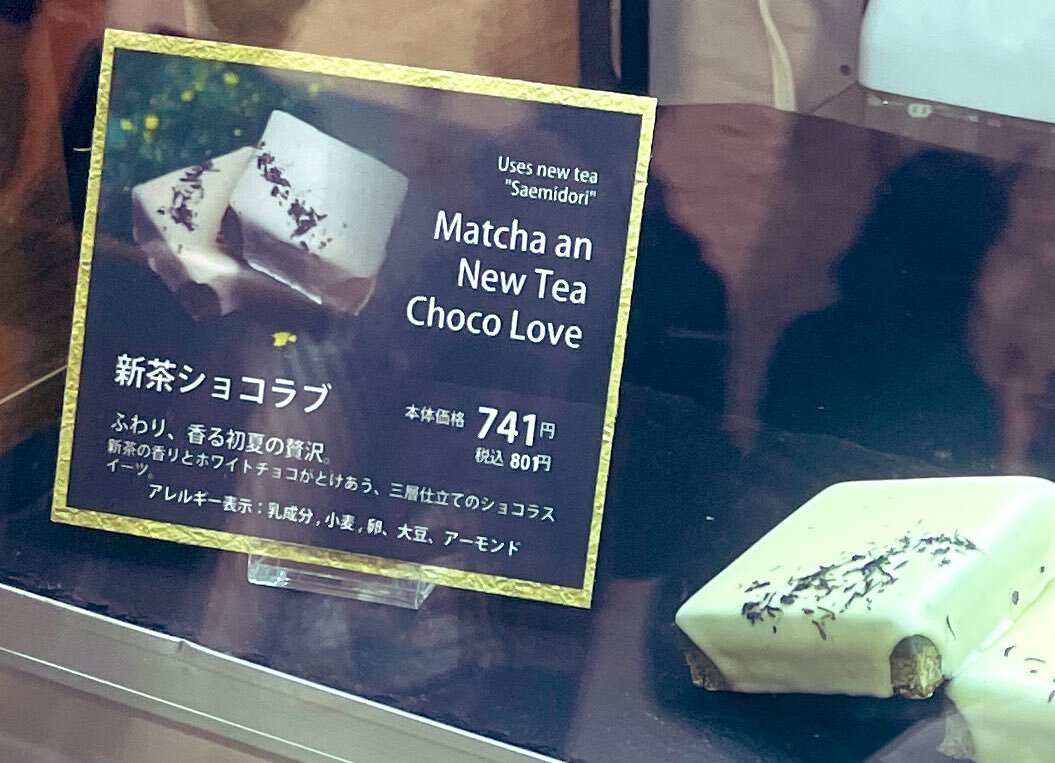 Uses new tea
"Saemidori"
Matcha an
New Tea
Choco Love
新茶ショコラブ
本体価格 741円
税込 801円
ふわり、香る初夏の贅沢。
新茶の香りとホワイトチョコがとけあう、三層仕立てのショコラス
イーツ。
アレルギー表示：乳成分,小麦,卵、大豆、アーモンド